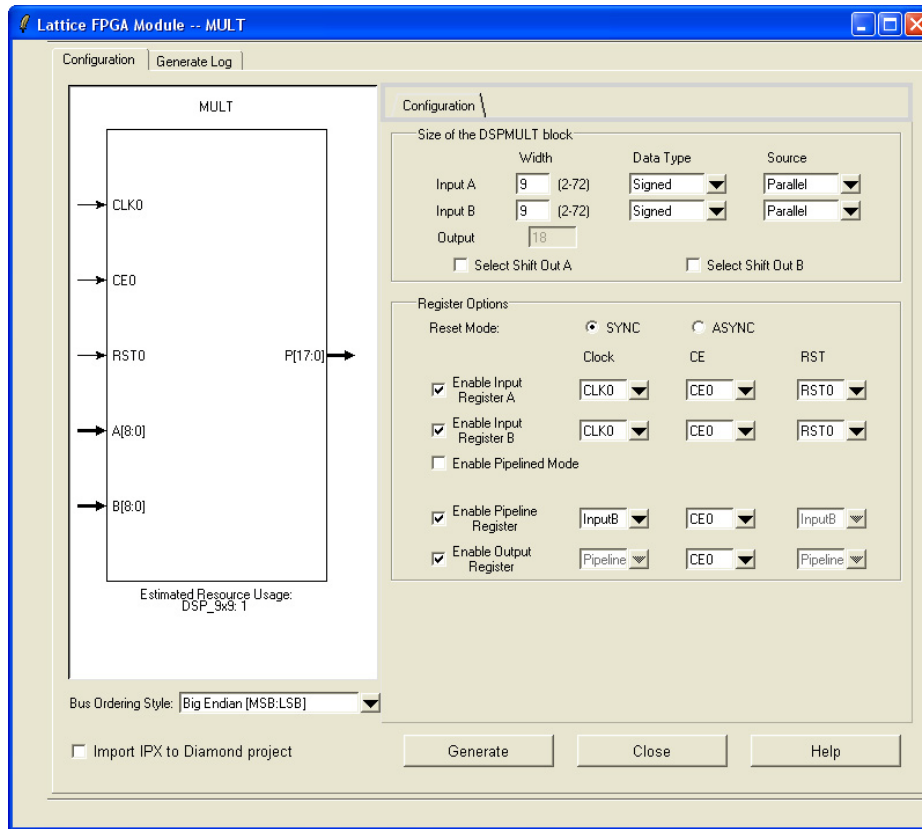 Lattice FPGA Module -- MULT
Configuration Generate Log
MULT
CLK0
CE0
RST0 P[17:0]
A[8:0]
B[8:0]
Estimated Resource Usage:
DSP_9x9: 1
Bus Ordering Style: Big Endian [MSB:LSB]
Import IPX to Diamond project
Configuration
Size of the DSPMULT block
Width Data Type Source
Input A 9 (2-72) Signed Parallel
Input B 9 (2-72) Signed Parallel
Output 18
Select Shift Out A Select Shift Out B
Register Options
Reset Mode: SYNC ASYNC
Clock CE RST
Enable Input
Register A CLK0 CE0 RST0
Enable Input
Register B CLK0 CE0 RST0
Enable Pipelined Mode
Enable Pipeline
Register InputB CE0 InputB
Enable Output
Register Pipeline CE0 Pipeline
Generate Close Help